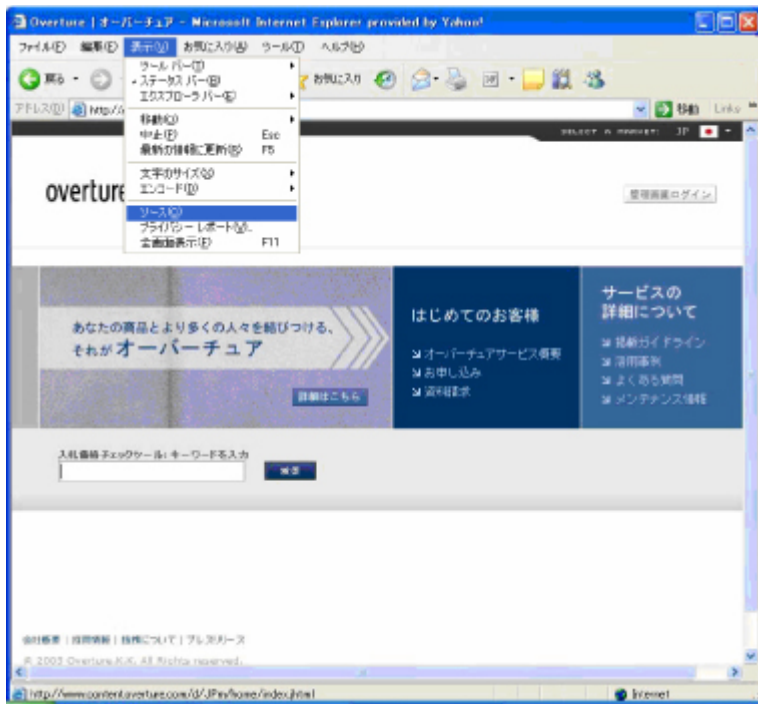 Overture | オーバーチュア - Microsoft Internet Explorer provided by Yahoo!
ファイル(F) 編集(E) 表示(V) お気に入り(A) ツール(T) ヘルプ(H)
戻る お気に入り
アドレス(D) http:// 移動 Links
ツール バー(T)
ステータス バー(B)
エクスプローラ バー(E)
移動(O)
中止(P) Esc
最新の情報に更新(R) F5
文字のサイズ(X)
エンコード(D)
ソース(C)
プライバシー レポート(V)...
全画面表示(F) F11
SELECT A MARKET: JP
overture
管理画面ログイン
あなたの商品とより多くの人々を結びつける、
それがオーバーチュア
詳細はこちら
はじめてのお客様
オーバーチュアサービス概要
お申し込み
資料請求
サービスの
詳細について
掲載ガイドライン
活用事例
よくある質問
メンテナンス情報
入札価格チェックツール: キーワードを入力
検索
会社概要 | 採用情報 | 商標について | プレスリリース
© 2003 Overture K.K. All Rights reserved.
Internet